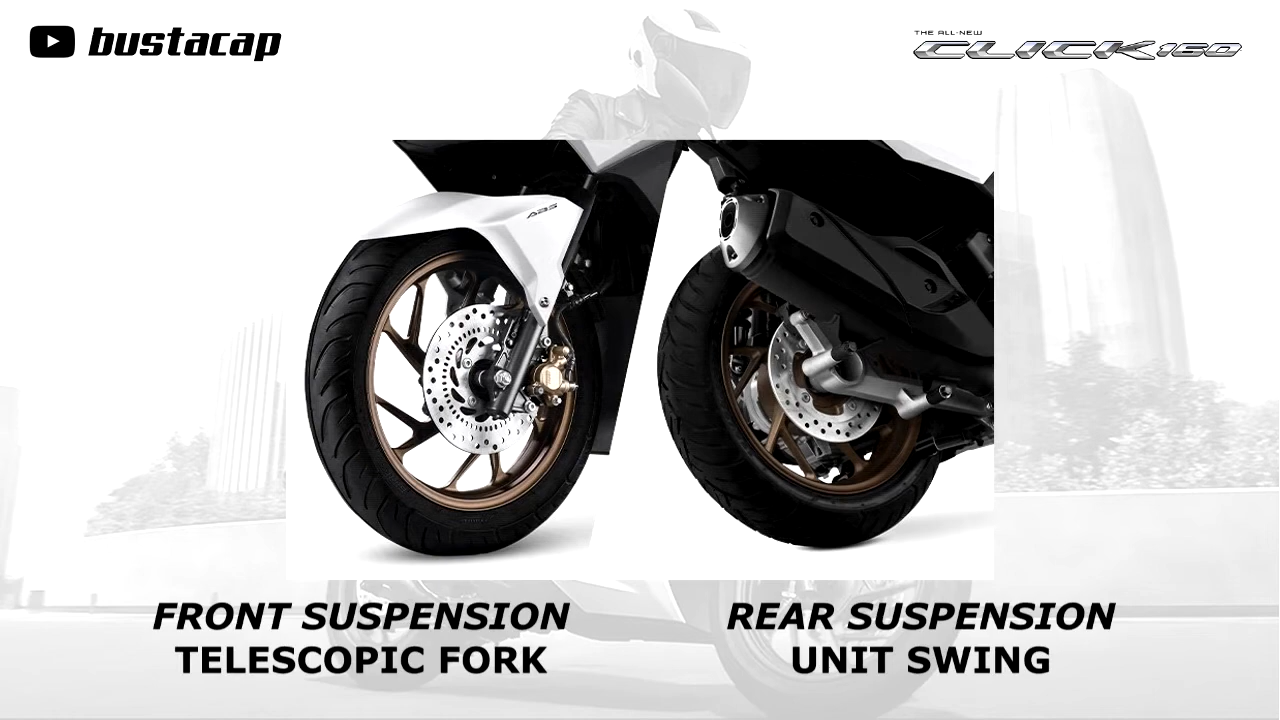 bustacap
THE ALL-NEW
CLICK160
ABS
FRONT SUSPENSION
TELESCOPIC FORK
REAR SUSPENSION
UNIT SWING